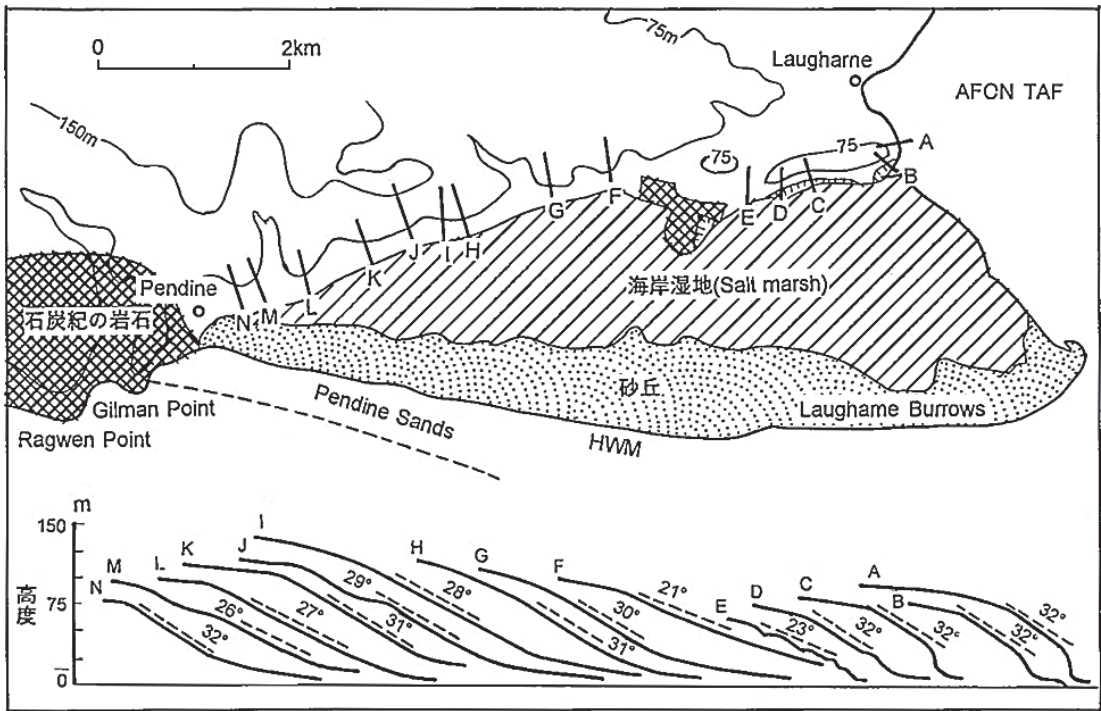 0 2km
75m
Laugharne
AFON TAF
150m
75
75
A
B
C
D
E
F
G
H
I
J
K
L
M
N
海岸湿地(Salt marsh)
Pendine
石炭紀の岩石
砂丘
Gilman Point
Pendine Sands
Laughame Burrows
Ragwen Point
HWM
m
150
75
0
高度
N
M
L
K
J
I
H
G
F
E
D
C
B
A
32°
26°
27°
31°
29°
28°
30°
31°
21°
23°
32°
32°
32°
32°